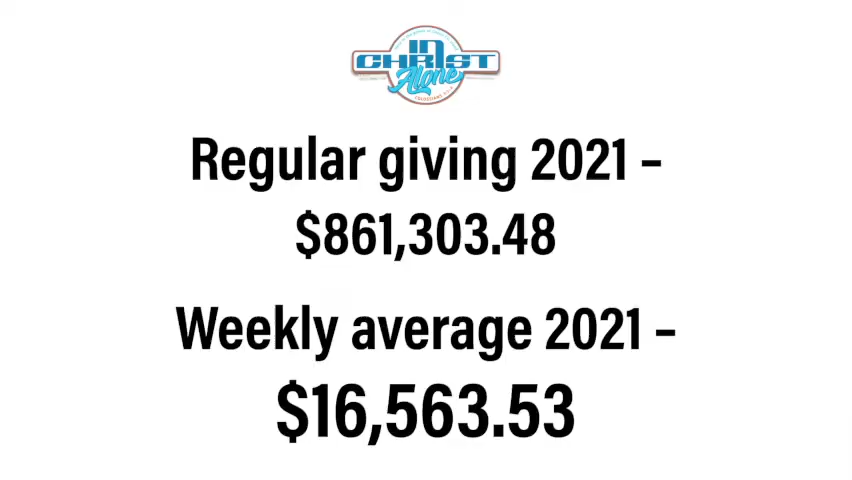 IN
CHRIST
Alone
Regular giving 2021 –
$861,303.48
Weekly average 2021 –
$16,563.53